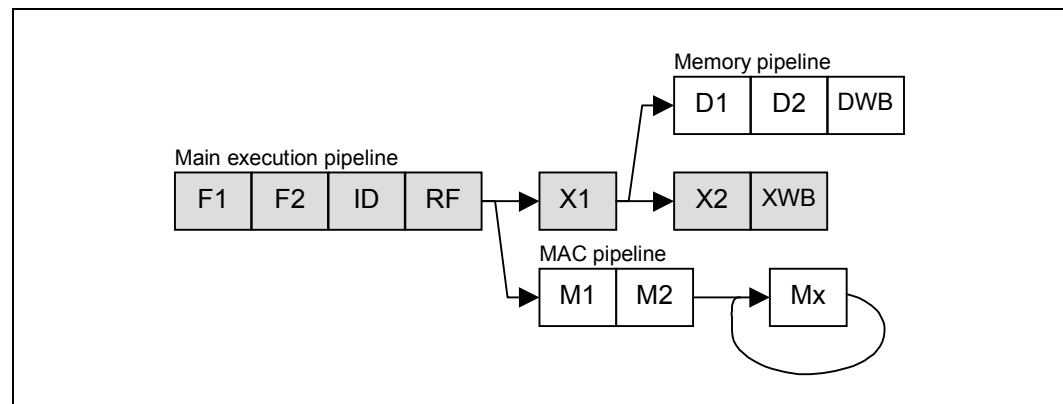 Memory pipeline
D1 D2 DWB
Main execution pipeline
F1 F2 ID RF X1 X2 XWB
MAC pipeline
M1 M2 Mx